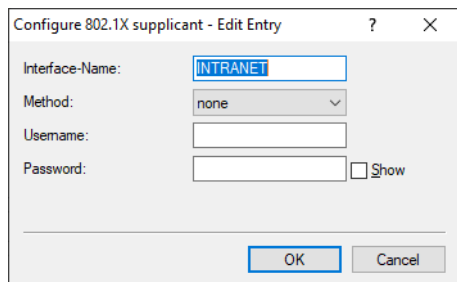 Configure 802.1X supplicant - Edit Entry ? ×
Interface-Name: INTRANET
Method: none
Username:
Password: Show
OK Cancel